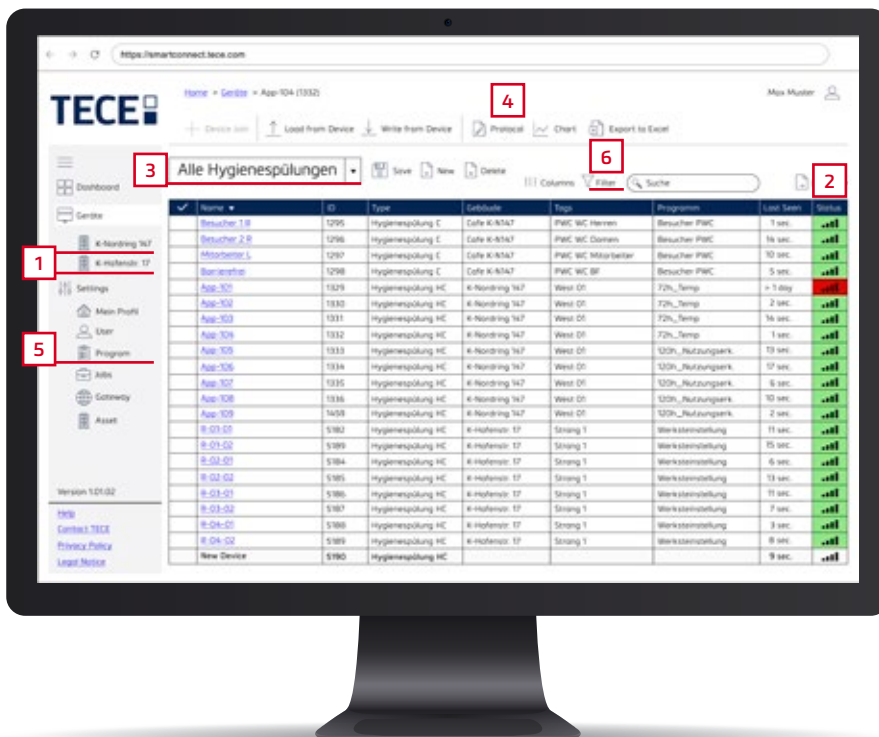 https://smartconnect.tece.com
TECE
Home > Geräte > App-104 (1332)
Max Muster
4
Device Join
Load from Device
Write from Device
Protocol
Chart
Export to Excel
3
Alle Hygienespülungen
Save
New
Delete
6
Columns
Filter
Suche
2
Dashboard
Geräte
K-Nordring 147
1
K-Hafenstr. 17
Settings
Mein Profil
User
5
Program
Jobs
Gateway
Asset
Version 1.01.02
Help
Contact TECE
Privacy Policy
Legal Notice
Name ID Type Gebäude Tags Programm Last Seen Status
Besucher 1 R 1295 Hygienespülung C Cafe K-N147 PWC WC Herren Besucher PWC 1 sec.
Besucher 2 R 1296 Hygienespülung C Cafe K-N147 PWC WC Damen Besucher PWC 14 sec.
Mitarbeiter L 1297 Hygienespülung C Cafe K-N147 PWC WC Mitarbeiter Besucher PWC 10 sec.
Barrierefrei 1298 Hygienespülung C Cafe K-N147 PWC WC BF Besucher PWC 5 sec.
App-101 1329 Hygienespülung HC K-Nordring 147 West 01 72h_Temp > 1 day
App-102 1330 Hygienespülung HC K-Nordring 147 West 01 72h_Temp 2 sec.
App-103 1331 Hygienespülung HC K-Nordring 147 West 01 72h_Temp 14 sec.
App-104 1332 Hygienespülung HC K-Nordring 147 West 01 72h_Temp 1 sec.
App-105 1333 Hygienespülung HC K-Nordring 147 West 01 120h_Nutzungserk. 13 sec.
App-106 1334 Hygienespülung HC K-Nordring 147 West 01 120h_Nutzungserk. 17 sec.
App-107 1335 Hygienespülung HC K-Nordring 147 West 01 120h_Nutzungserk. 6 sec.
App-108 1336 Hygienespülung HC K-Nordring 147 West 01 120h_Nutzungserk. 10 sec.
App-109 Hygienespülung HC K-Nordring 147 West 01 120h_Nutzungserk. 2 sec.
R-01-01 5182 Hygienespülung HC K-Hafenstr. 17 Strang 1 Werkseinstellung 11 sec.
R-01-02 Hygienespülung HC K-Hafenstr. 17 Strang 1 Werkseinstellung 15 sec.
R-02-01 5184 Hygienespülung HC K-Hafenstr. 17 Strang 1 Werkseinstellung 6 sec.
R-02-02 5185 Hygienespülung HC K-Hafenstr. 17 Strang 1 Werkseinstellung 13 sec.
R-03-01 5186 Hygienespülung HC K-Hafenstr. 17 Strang 1 Werkseinstellung 11 sec.
R-03-02 5187 Hygienespülung HC K-Hafenstr. 17 Strang 1 Werkseinstellung 7 sec.
R-04-01 5188 Hygienespülung HC K-Hafenstr. 17 Strang 1 Werkseinstellung 3 sec.
R-04-02 5189 Hygienespülung HC K-Hafenstr. 17 Strang 1 Werkseinstellung 8 sec.
New Device 5190 Hygienespülung HC 9 sec.